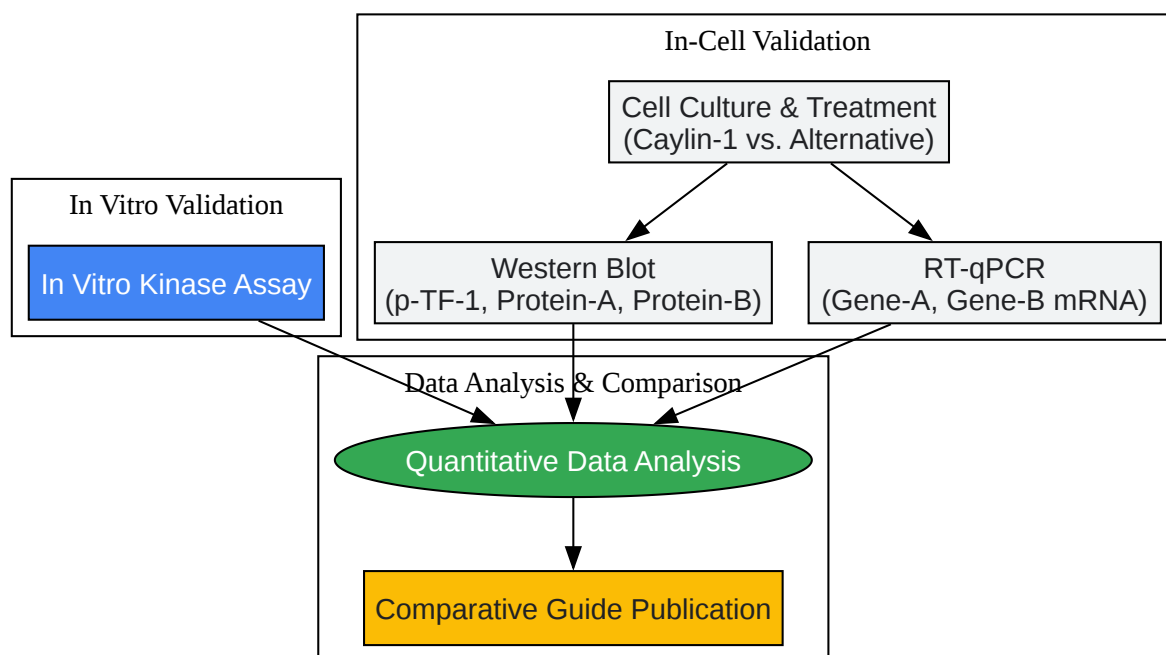 In-Cell Validation
Cell Culture & Treatment
(Caylin-1 vs. Alternative)
In Vitro Validation
In Vitro Kinase Assay
Western Blot
(p-TF-1, Protein-A, Protein-B)
RT-qPCR
(Gene-A, Gene-B mRNA)
Data Analysis & Comparison
Quantitative Data Analysis
Comparative Guide Publication